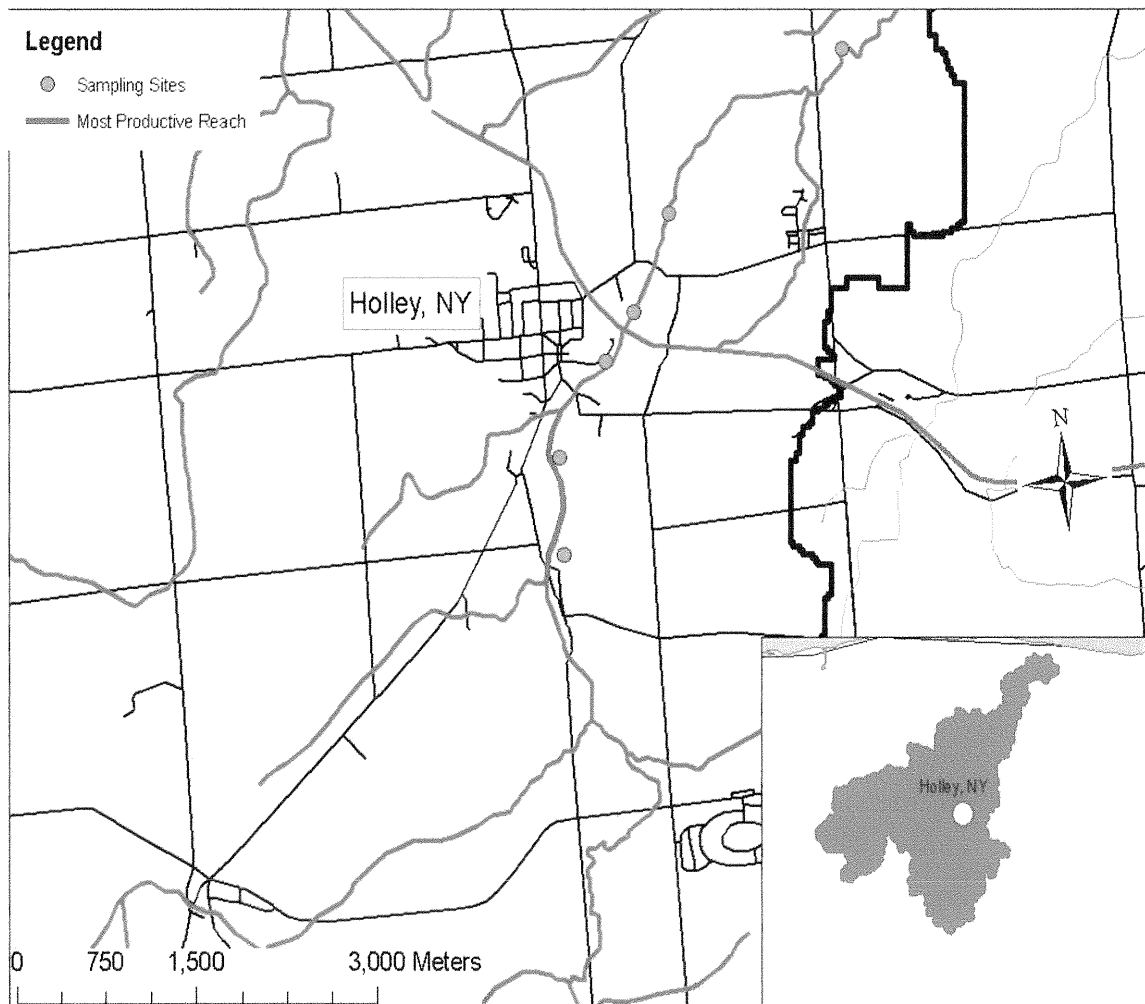 Legend
Sampling Sites
Most Productive Reach
Holley, NY
N
Holley, NY
0 750 1,500 3,000 Meters